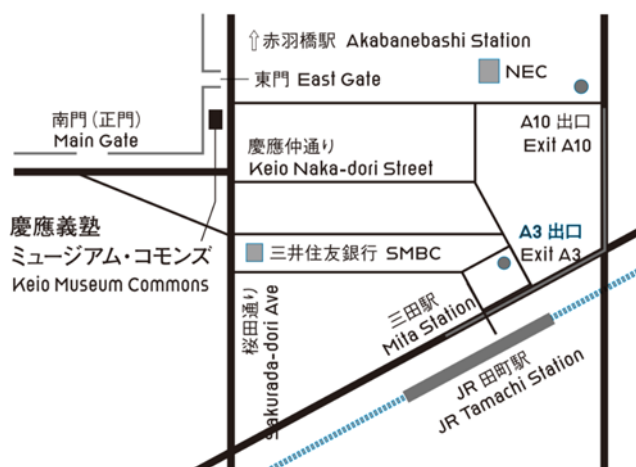 ⇧赤羽橋駅 Akabanebashi Station
NEC
東門 East Gate
南門（正門）
Main Gate
A10 出口
Exit A10
慶應仲通り
Keio Naka-dori Street
慶應義塾
ミュージアム・コモンズ
Keio Museum Commons
A3 出口
Exit A3
三井住友銀行 SMBC
桜田通り
Sakurada-dori Ave
三田駅
Mita Station
JR 田町駅
JR Tamachi Station